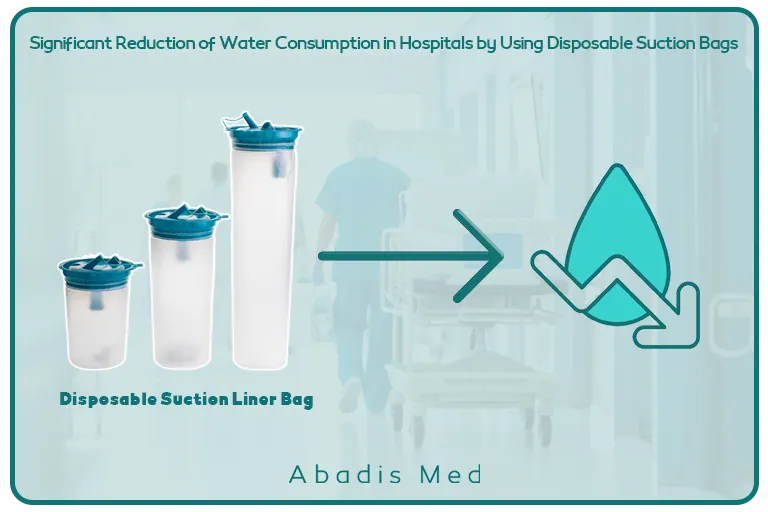 Significant Reduction of Water Consumption in Hospitals by Using Disposable Suction Bags
Disposable Suction Liner Bag
Abadis Med